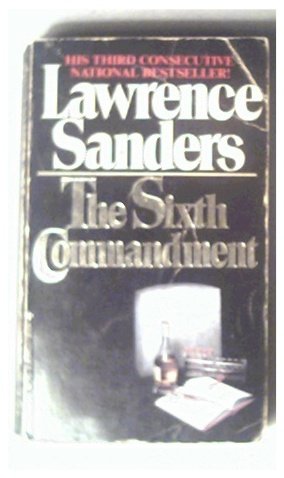 HIS THIRD CONSECUTIVE
NATIONAL BESTSELLER!
Lawrence
Sanders
The Sixth
Commandment